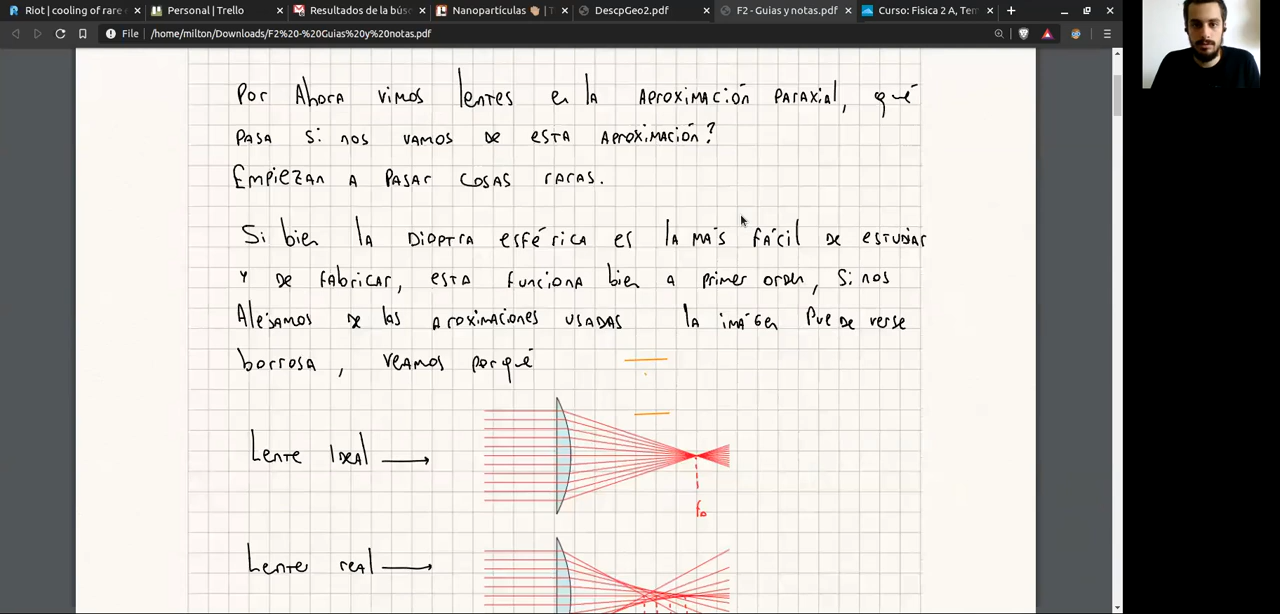 Riot | cooling of rare e
Personal | Trello
Resultados de la bús
Nanopartículas
DescpGeo2.pdf
F2 - Guias y notas.pdf
Curso: Fisica 2 A, Tem
File /home/milton/Downloads/F2%20-%20Guias%20y%20notas.pdf
Por Ahora vimos lentes en la Aproximación paraxial, qué
pasa si nos vamos de esta aproximación?
Empiezan a pasar cosas raras.
Si bien la dioptra esférica es la más fácil de estudiar
y de fabricar, esta funciona bien a primer orden, si nos
Alejamos de las aproximaciones usadas la imágen puede verse
borrosa, veamos porqué
Lente Ideal
Lente real